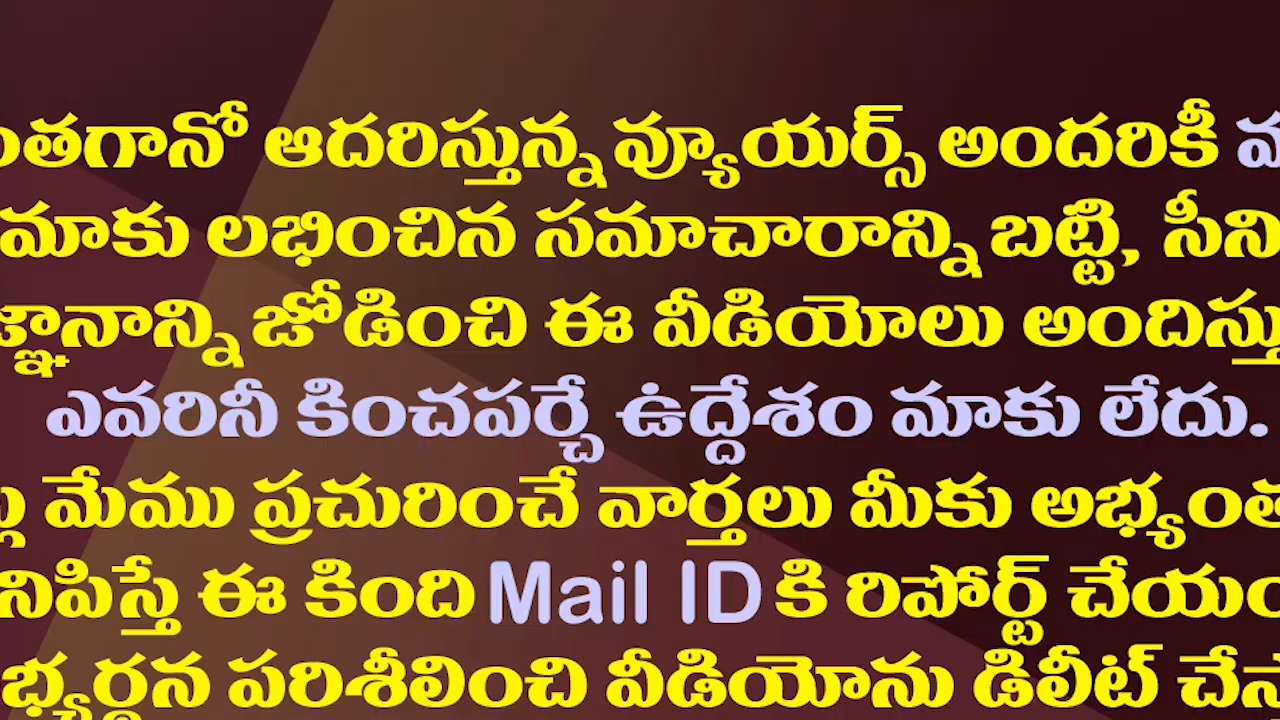 ఆదరిస్తున్న వ్యూయర్స్ అందరికీ
మాకు లభించిన సమాచారాన్ని బట్టి,
జోడించి ఈ వీడియోలు
ఎవరినీ కించపర్చే ఉద్దేశం మాకు లేదు.
మేము ప్రచురించే వార్తలు మీకు
ఈ కింది Mail ID కి రిపోర్ట్
పరిశీలించి వీడియోను డిలీట్